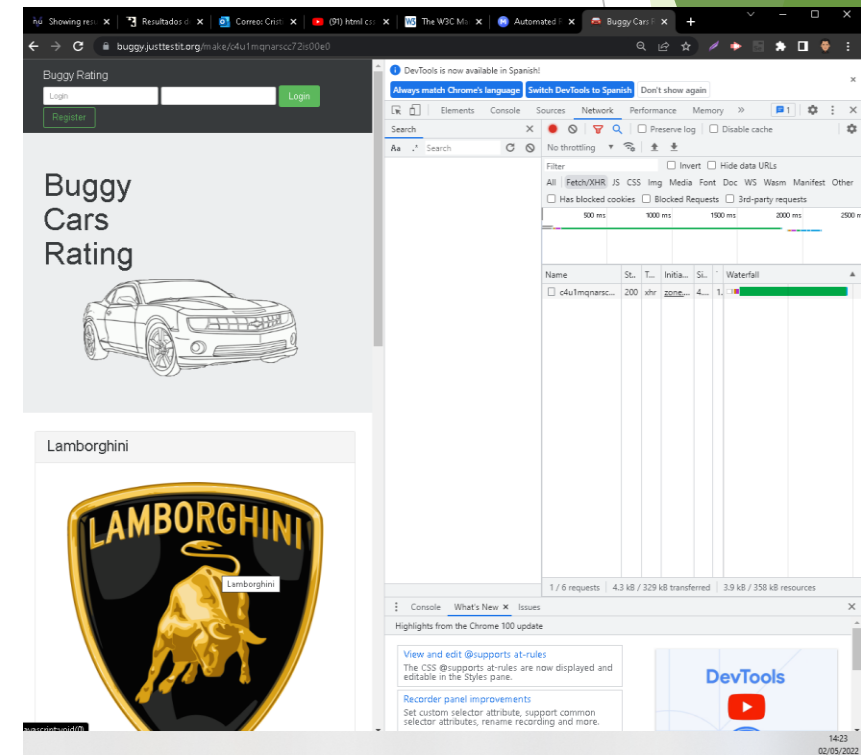 Showing resu
Resultados d
Correo: Cristi
(91) html css
The W3C Ma
Automated F
Buggy Cars F
buggy.justtestit.org/make/c4u1mqnarscc72is00e0
Buggy Rating
Login
Login
Register
Buggy
Cars
Rating
Lamborghini
LAMBORGHINI
Lamborghini
DevTools is now available in Spanish!
Always match Chrome's language
Switch DevTools to Spanish
Don't show again
Elements Console Sources Network Performance Memory » 1
Search
Aa .* Search
Preserve log Disable cache
No throttling
Filter
Invert Hide data URLs
All Fetch/XHR JS CSS Img Media Font Doc WS Wasm Manifest Other
Has blocked cookies Blocked Requests 3rd-party requests
500 ms 1000 ms 1500 ms 2000 ms 2500 m
Name St... T... Initia... Si... Waterfall
c4u1mqnarsc... 200 xhr zone.... 4.... 1.
1 / 6 requests 4.3 kB / 329 kB transferred 3.9 kB / 358 kB resources
Console What's New Issues
Highlights from the Chrome 100 update
View and edit @supports at-rules
The CSS @supports at-rules are now displayed and
editable in the Styles pane.
Recorder panel improvements
Set custom selector attribute, support common
selector attributes, rename recording and more.
DevTools
14:23
02/05/2022